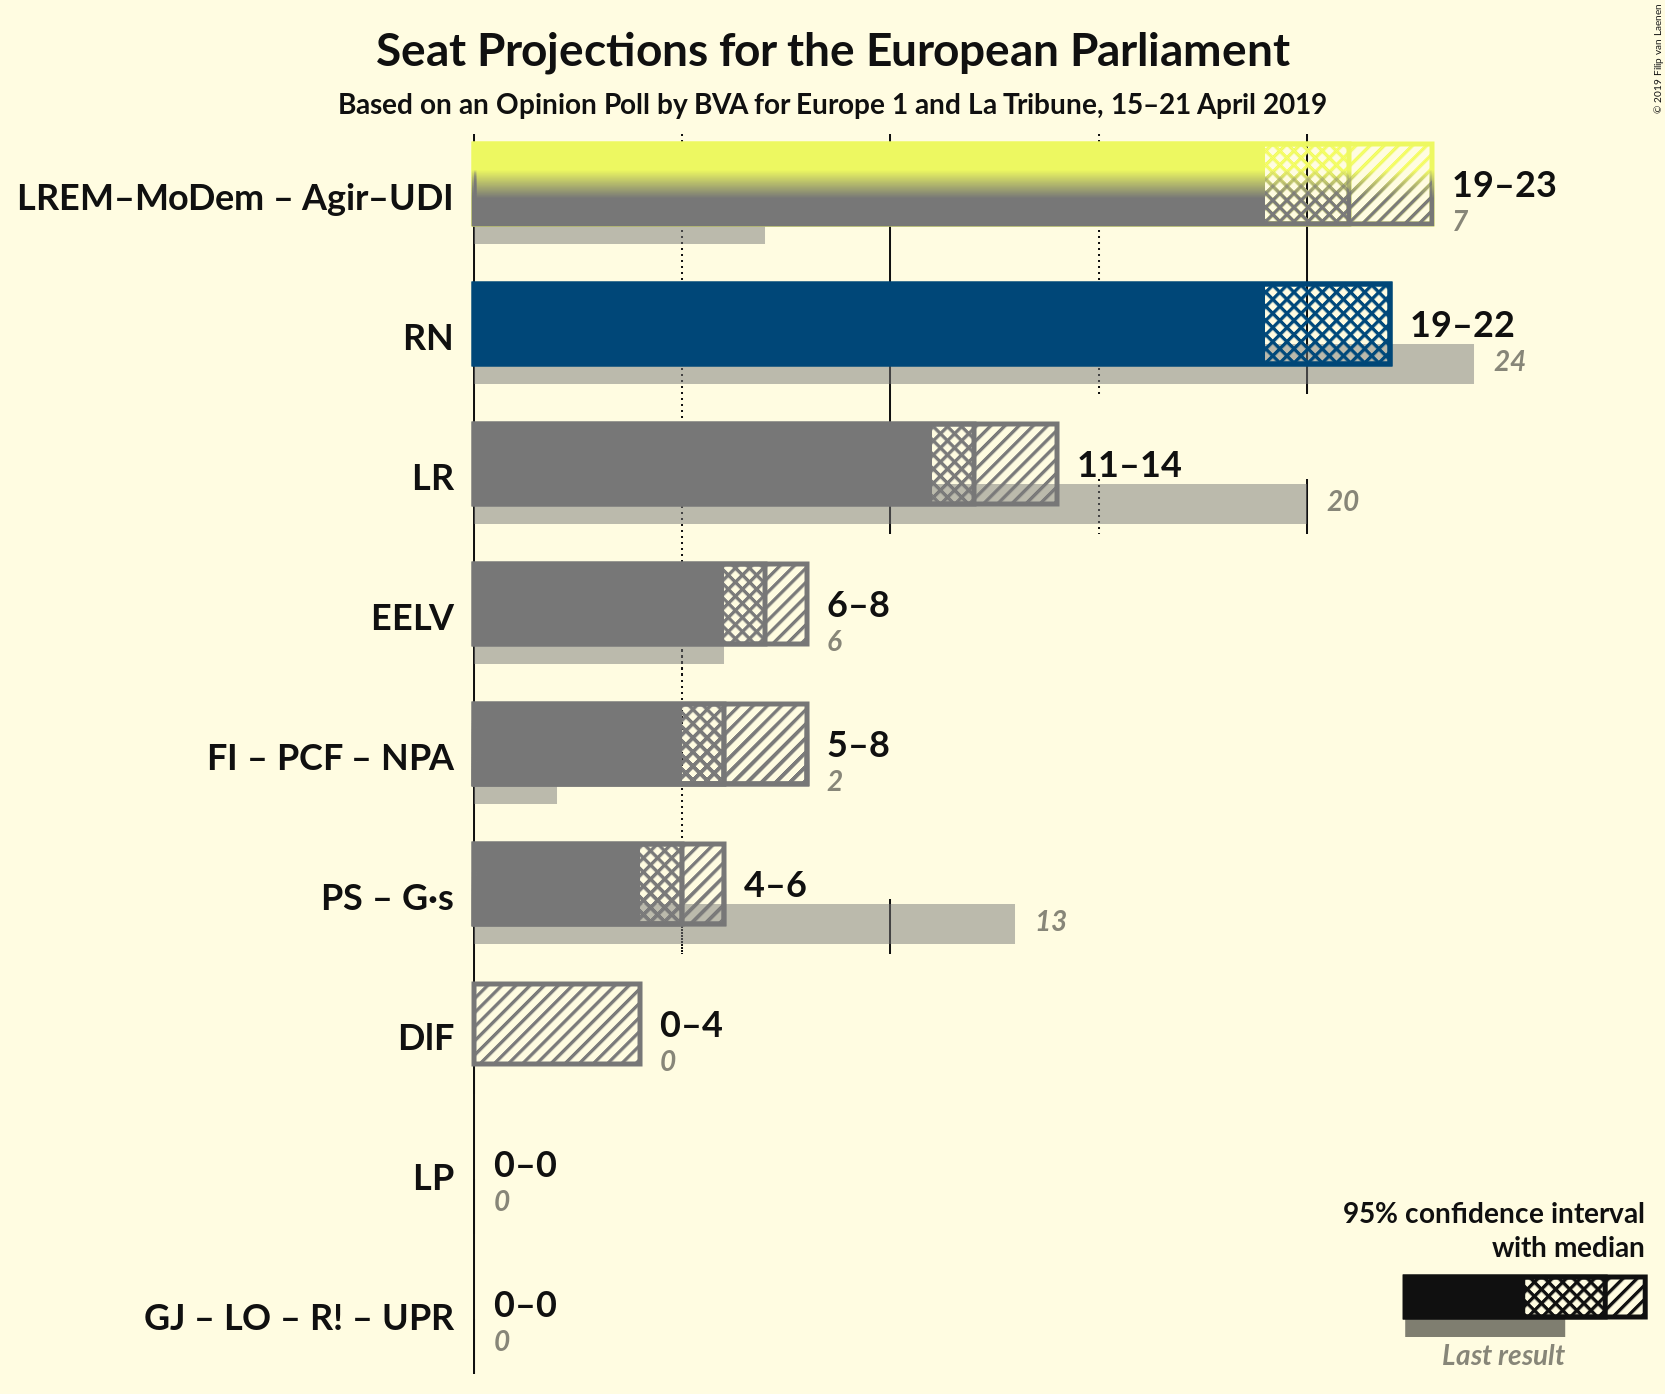 Seat Projections for the European Parliament
Based on an Opinion Poll by BVA for Europe 1 and La Tribune, 15–21 April 2019
© 2019 Filip van Laenen
LREM–MoDem – Agir–UDI
19–23
7
RN
19–22
24
LR
11–14
20
EELV
6–8
6
FI – PCF – NPA
5–8
2
PS – G·s
4–6
13
DlF
0–4
0
LP
0–0
0
GJ – LO – R! – UPR
0–0
0
95% confidence interval
with median
Last result